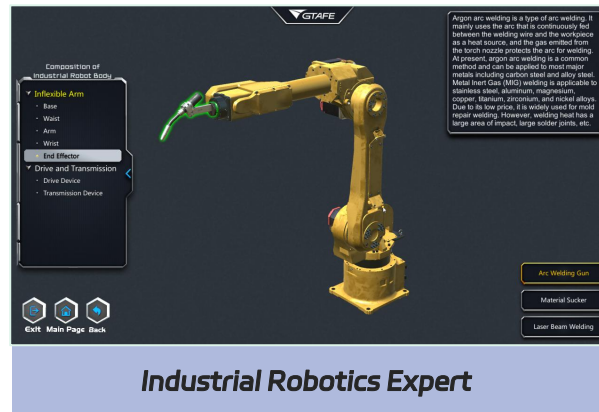 GTAFE
Composition of
Industrial Robot Body
Inflexible Arm
Base
Waist
Arm
Wrist
End Effector
Drive and Transmission
Drive Device
Transmission Device
Exit Main Page Back
Argon arc welding is a type of arc welding. It
mainly uses the arc that is continuously fed
between the welding wire and the workpiece
as a heat source, and the gas emitted from
the torch nozzle protects the arc for welding.
At present, argon arc welding is a common
method and can be applied to most major
metals including carbon steel and alloy steel.
Metal Inert Gas (MIG) welding is applicable to
stainless steel, aluminum, magnesium,
copper, titanium, zirconium, and nickel alloys.
Due to its low price, it is widely used for mold
repair welding. However, welding heat has a
large area of impact, large solder joints, etc.
Arc Welding Gun
Material Sucker
Laser Beam Welding
Industrial Robotics Expert